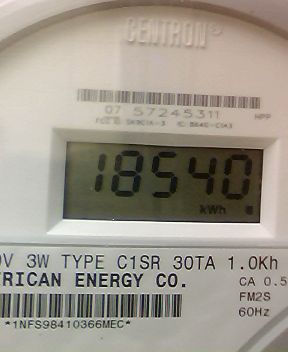 CENTRON®
07 57245311 HPP
18540
kWh
V 3W TYPE C1SR 30TA 1.0Kh
RICAN ENERGY CO.
CA 0.5
FM2S
60Hz
*1NFS98410366MEC*